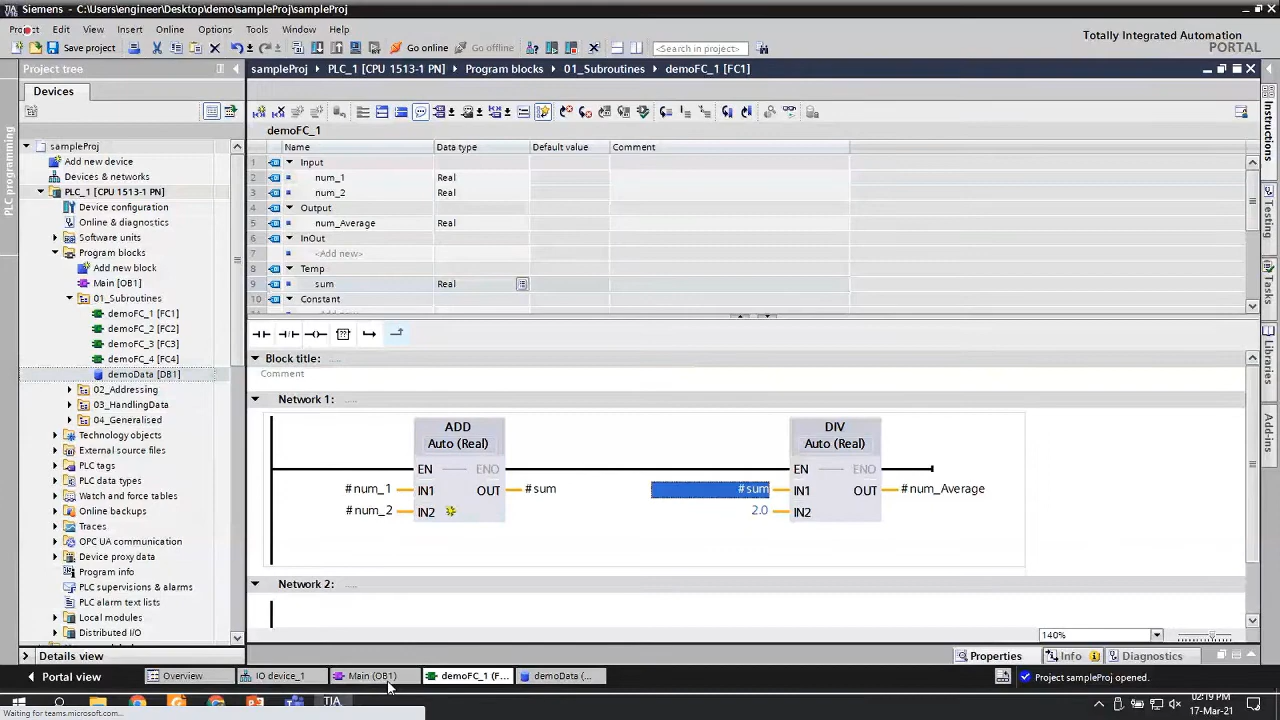 Siemens - C:\Users\engineer\Desktop\demo\sampleProj\sampleProj
Project Edit View Insert Online Options Tools Window Help
Totally Integrated Automation
PORTAL
Save project
Go online
Go offline
<Search in project>
Project tree
sampleProj PLC_1 [CPU 1513-1 PN] Program blocks 01_Subroutines demoFC_1 [FC1]
Devices
PLC programming
sampleProj
Add new device
Devices & networks
PLC_1 [CPU 1513-1 PN]
Device configuration
Online & diagnostics
Software units
Program blocks
Add new block
Main [OB1]
01_Subroutines
demoFC_1 [FC1]
demoFC_2 [FC2]
demoFC_3 [FC3]
demoFC_4 [FC4]
demoData [DB1]
02_Addressing
03_HandlingData
04_Generalised
Technology objects
External source files
PLC tags
PLC data types
Watch and force tables
Online backups
Traces
OPC UA communication
Device proxy data
Program info
PLC supervisions & alarms
PLC alarm text lists
Local modules
Distributed I/O
Details view
demoFC_1
Name Data type Default value Comment
1 Input
2 num_1 Real
3 num_2 Real
4 Output
5 num_Average Real
6 InOut
7 <Add new>
8 Temp
9 sum Real
10 Constant
Block title:
Comment
Network 1:
ADD
Auto (Real)
EN ENO
#num_1 IN1 OUT #sum
#num_2 IN2
DIV
Auto (Real)
EN ENO
#sum IN1 OUT #num_Average
2.0 IN2
Network 2:
140%
Properties Info Diagnostics
Instructions
Testing
Tasks
Libraries
Add-ins
Portal view
Overview
IO device_1
Main (OB1)
demoFC_1 (F...
demoData (...
Project sampleProj opened.
Waiting for teams.microsoft.com...
02:19 PM
17-Mar-21